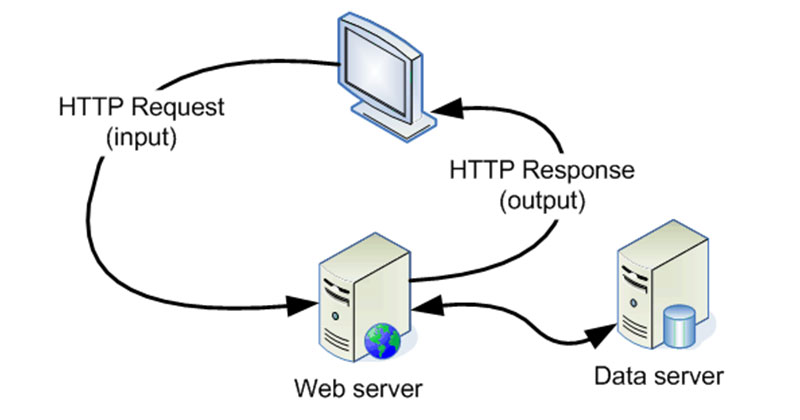 HTTP Request
(input)
HTTP Response
(output)
Web server
Data server